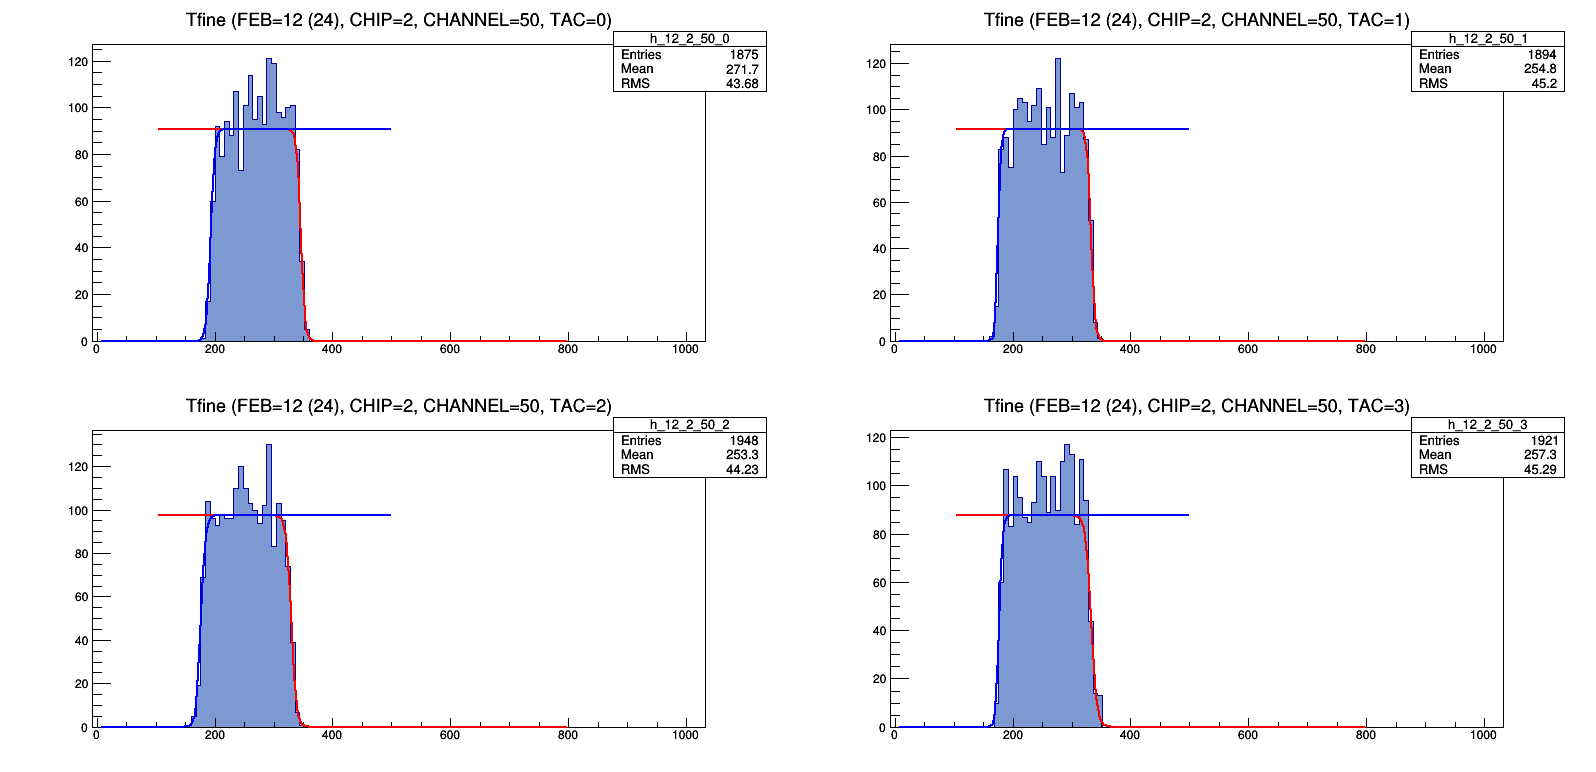 Tfine (FEB=12 (24), CHIP=2, CHANNEL=50, TAC=0)
h_12_2_50_0
Entries 1875
Mean 271.7
RMS 43.68
120
100
80
60
40
20
0
0 200 400 600 800 1000
Tfine (FEB=12 (24), CHIP=2, CHANNEL=50, TAC=1)
h_12_2_50_1
Entries 1894
Mean 254.8
RMS 45.2
120
100
80
60
40
20
0
0 200 400 600 800 1000
Tfine (FEB=12 (24), CHIP=2, CHANNEL=50, TAC=2)
h_12_2_50_2
Entries 1948
Mean 253.3
RMS 44.23
120
100
80
60
40
20
0
0 200 400 600 800 1000
Tfine (FEB=12 (24), CHIP=2, CHANNEL=50, TAC=3)
h_12_2_50_3
Entries 1921
Mean 257.3
RMS 45.29
120
100
80
60
40
20
0
0 200 400 600 800 1000